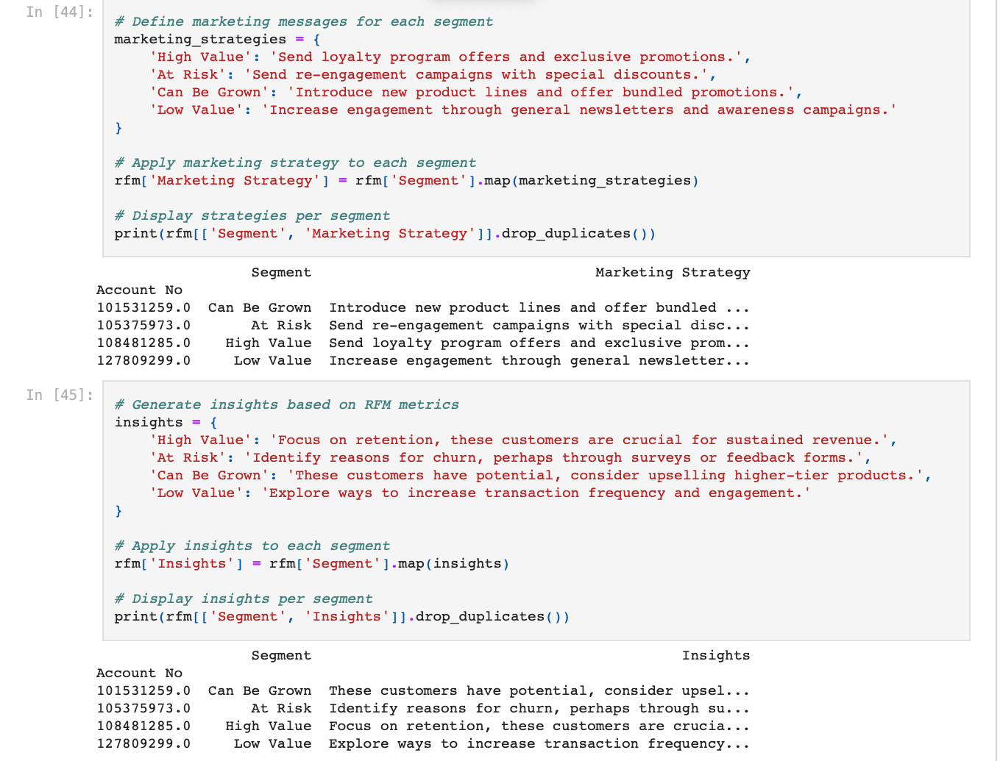 In [44]:
# Define marketing messages for each segment
marketing_strategies = {
    'High Value': 'Send loyalty program offers and exclusive promotions.',
    'At Risk': 'Send re-engagement campaigns with special discounts.',
    'Can Be Grown': 'Introduce new product lines and offer bundled promotions.',
    'Low Value': 'Increase engagement through general newsletters and awareness campaigns.'
}
# Apply marketing strategy to each segment
rfm['Marketing Strategy'] = rfm['Segment'].map(marketing_strategies)
# Display strategies per segment
print(rfm[['Segment', 'Marketing Strategy']].drop_duplicates())
Segment Marketing Strategy
Account No
101531259.0 Can Be Grown Introduce new product lines and offer bundled ...
105375973.0 At Risk Send re-engagement campaigns with special disc...
108481285.0 High Value Send loyalty program offers and exclusive prom...
127809299.0 Low Value Increase engagement through general newsletter...
In [45]:
# Generate insights based on RFM metrics
insights = {
    'High Value': 'Focus on retention, these customers are crucial for sustained revenue.',
    'At Risk': 'Identify reasons for churn, perhaps through surveys or feedback forms.',
    'Can Be Grown': 'These customers have potential, consider upselling higher-tier products.',
    'Low Value': 'Explore ways to increase transaction frequency and engagement.'
}
# Apply insights to each segment
rfm['Insights'] = rfm['Segment'].map(insights)
# Display insights per segment
print(rfm[['Segment', 'Insights']].drop_duplicates())
Segment Insights
Account No
101531259.0 Can Be Grown These customers have potential, consider upsel...
105375973.0 At Risk Identify reasons for churn, perhaps through su...
108481285.0 High Value Focus on retention, these customers are crucia...
127809299.0 Low Value Explore ways to increase transaction frequency...